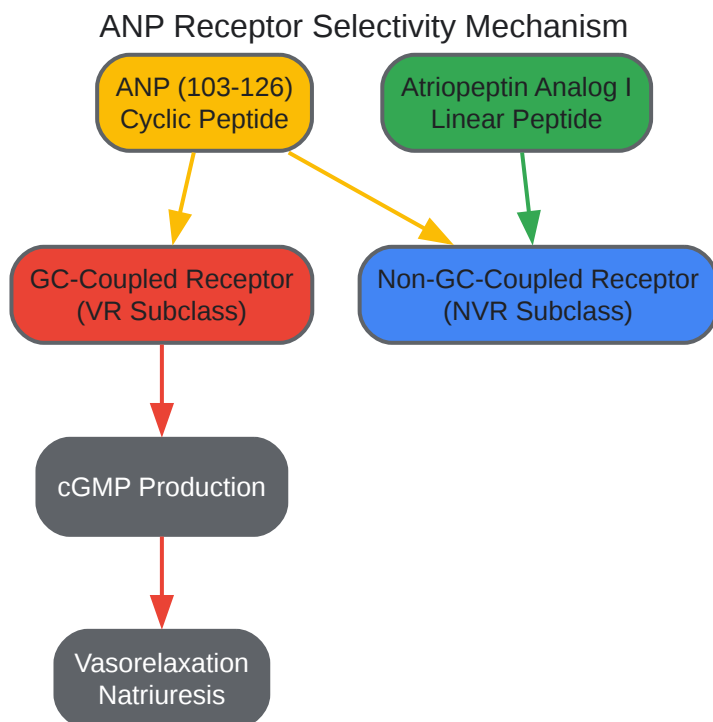 ANP Receptor Selectivity Mechanism
ANP (103-126)
Cyclic Peptide
Atriopeptin Analog I
Linear Peptide
GC-Coupled Receptor
(VR Subclass)
Non-GC-Coupled Receptor
(NVR Subclass)
cGMP Production
Vasorelaxation
Natriuresis